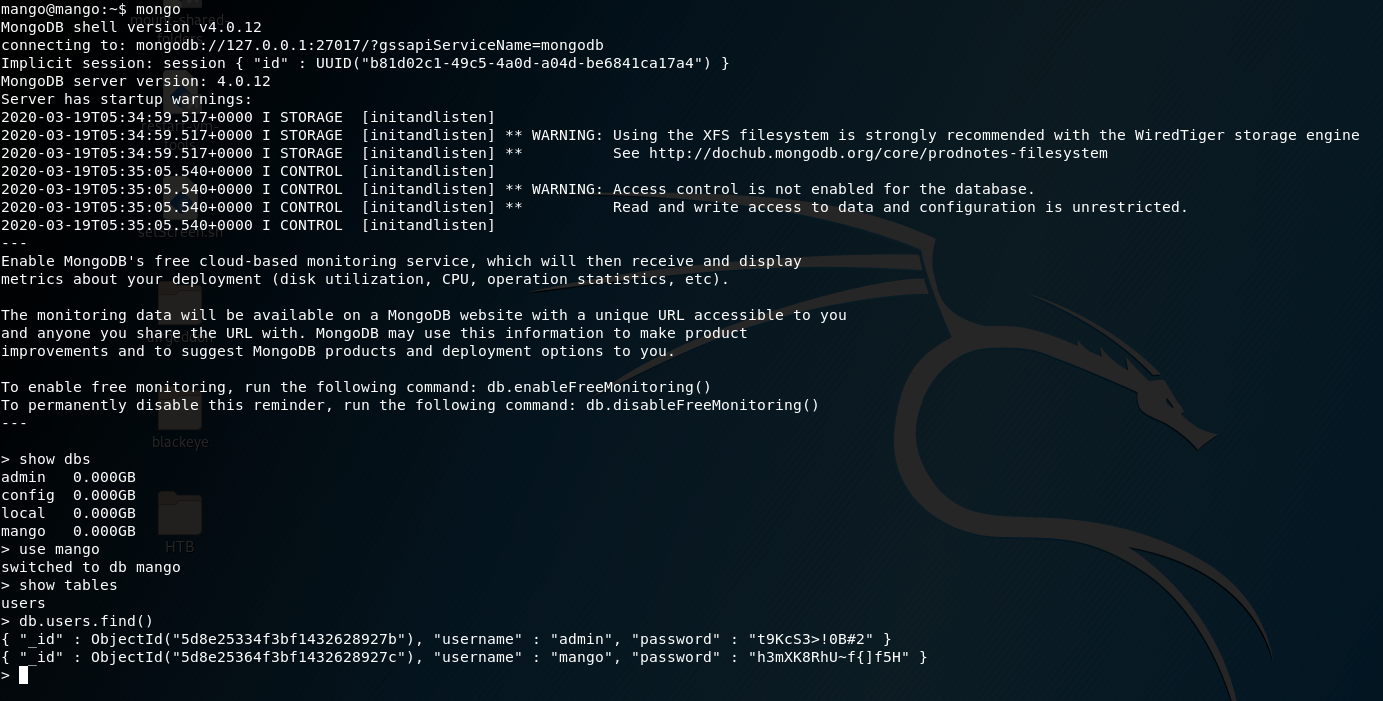 mango@mango:~$ mongo
MongoDB shell version v4.0.12
connecting to: mongodb://127.0.0.1:27017/?gssapiServiceName=mongodb
Implicit session: session { "id" : UUID("b81d02c1-49c5-4a0d-a04d-be6841ca17a4") }
MongoDB server version: 4.0.12
Server has startup warnings:
2020-03-19T05:34:59.517+0000 I STORAGE  [initandlisten]
2020-03-19T05:34:59.517+0000 I STORAGE  [initandlisten] ** WARNING: Using the XFS filesystem is strongly recommended with the WiredTiger storage engine
2020-03-19T05:34:59.517+0000 I STORAGE  [initandlisten] **          See http://dochub.mongodb.org/core/prodnotes-filesystem
2020-03-19T05:35:05.540+0000 I CONTROL  [initandlisten]
2020-03-19T05:35:05.540+0000 I CONTROL  [initandlisten] ** WARNING: Access control is not enabled for the database.
2020-03-19T05:35:05.540+0000 I CONTROL  [initandlisten] **          Read and write access to data and configuration is unrestricted.
2020-03-19T05:35:05.540+0000 I CONTROL  [initandlisten]
---
Enable MongoDB's free cloud-based monitoring service, which will then receive and display
metrics about your deployment (disk utilization, CPU, operation statistics, etc).
The monitoring data will be available on a MongoDB website with a unique URL accessible to you
and anyone you share the URL with. MongoDB may use this information to make product
improvements and to suggest MongoDB products and deployment options to you.
To enable free monitoring, run the following command: db.enableFreeMonitoring()
To permanently disable this reminder, run the following command: db.disableFreeMonitoring()
---
blackeye
> show dbs
admin   0.000GB
config  0.000GB
local   0.000GB
mango   0.000GB
HTB
> use mango
switched to db mango
> show tables
users
> db.users.find()
{ "_id" : ObjectId("5d8e25334f3bf1432628927b"), "username" : "admin", "password" : "t9KcS3>!0B#2" }
{ "_id" : ObjectId("5d8e25364f3bf1432628927c"), "username" : "mango", "password" : "h3mXK8RhU~f{]f5H" }
>